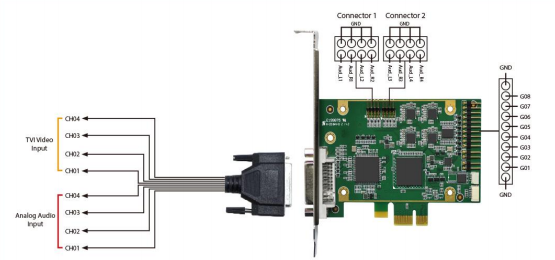 Connector 1
Connector 2
GND
GND
Aud_L1
Aud_R1
Aud_L2
Aud_R2
Aud_L3
Aud_R3
Aud_L4
Aud_R4
GND
G08
G07
G06
G05
G04
G03
G02
G01
GND
TVI Video
Input
CH04
CH03
CH02
CH01
Analog Audio
Input
CH04
CH03
CH02
CH01